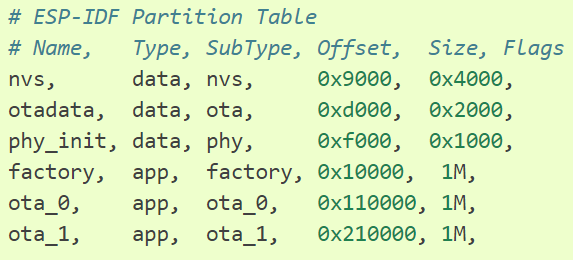 # ESP-IDF Partition Table
# Name,   Type, SubType, Offset,  Size, Flags
nvs,      data, nvs,     0x9000,  0x4000,
otadata,  data, ota,     0xd000,  0x2000,
phy_init, data, phy,     0xf000,  0x1000,
factory,  app,  factory, 0x10000,  1M,
ota_0,    app,  ota_0,   0x110000, 1M,
ota_1,    app,  ota_1,   0x210000, 1M,